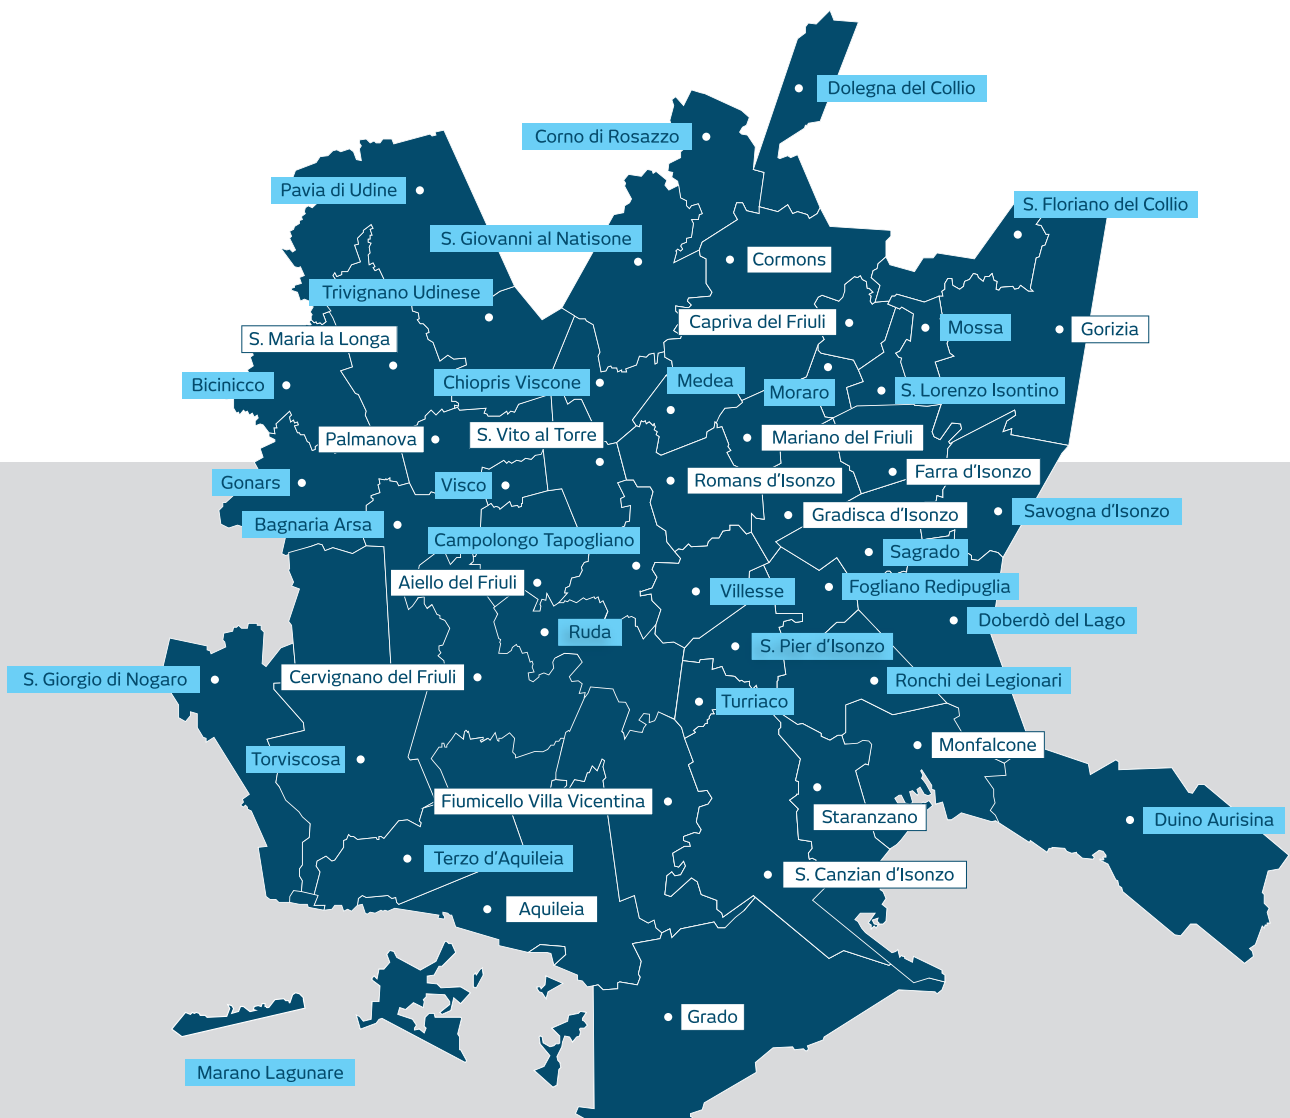 Dolegna del Collio
Corno di Rosazzo
Pavia di Udine
S. Floriano del Collio
S. Giovanni al Natisone
Cormons
Trivignano Udinese
Capriva del Friuli
Mossa
Gorizia
S. Maria la Longa
Bicinicco
Chiopris Viscone
Medea
Moraro
S. Lorenzo Isontino
Palmanova
S. Vito al Torre
Mariano del Friuli
Gonars
Visco
Romans d'Isonzo
Farra d'Isonzo
Bagnaria Arsa
Gradisca d'Isonzo
Savogna d'Isonzo
Campolongo Tapogliano
Sagrado
Aiello del Friuli
Villesse
Fogliano Redipuglia
Ruda
Doberdò del Lago
S. Pier d'Isonzo
S. Giorgio di Nogaro
Cervignano del Friuli
Ronchi dei Legionari
Turriaco
Torviscosa
Monfalcone
Fiumicello Villa Vicentina
Staranzano
Duino Aurisina
Terzo d'Aquileia
S. Canzian d'Isonzo
Aquileia
Grado
Marano Lagunare